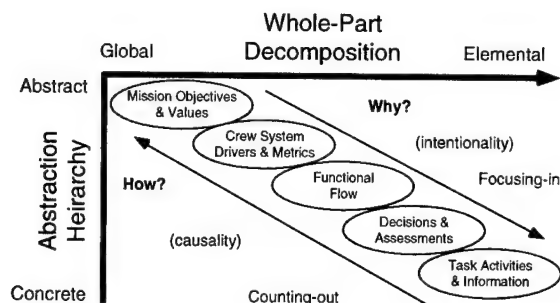 Whole-Part
Decomposition
Global
Elemental
Abstract
Mission Objectives
& Values
Why?
Crew System
Drivers & Metrics
(intentionality)
How?
Focusing-in
Functional
Flow
Abstraction
Heirarchy
Decisions &
Assessments
(causality)
Task Activities
& Information
Concrete
Counting-out